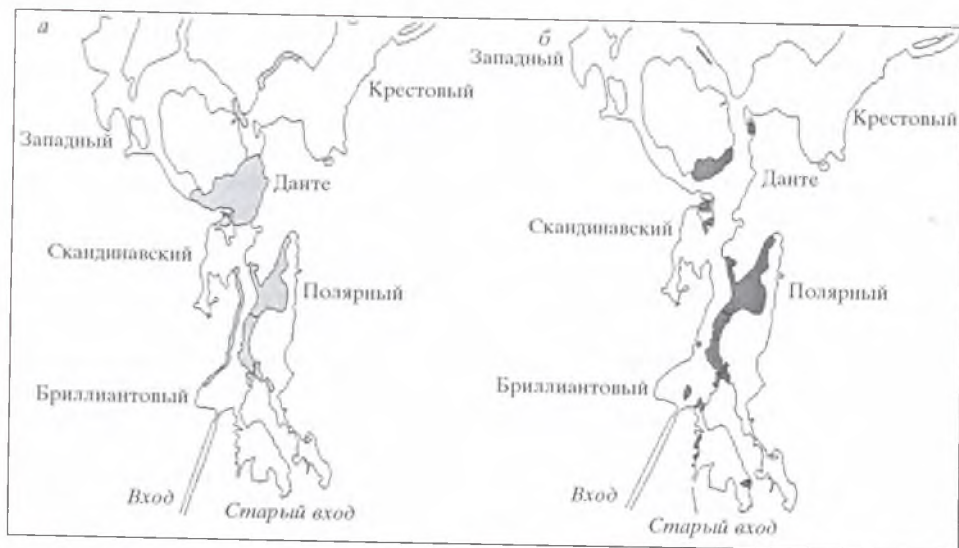 а
Крестовый
Западный
Данте
Скандинавский
Полярный
Бриллиантовый
Вход
Старый вход
б
Западный
Крестовый
Данте
Скандинавский
Полярный
Бриллиантовый
Вход
Старый вход